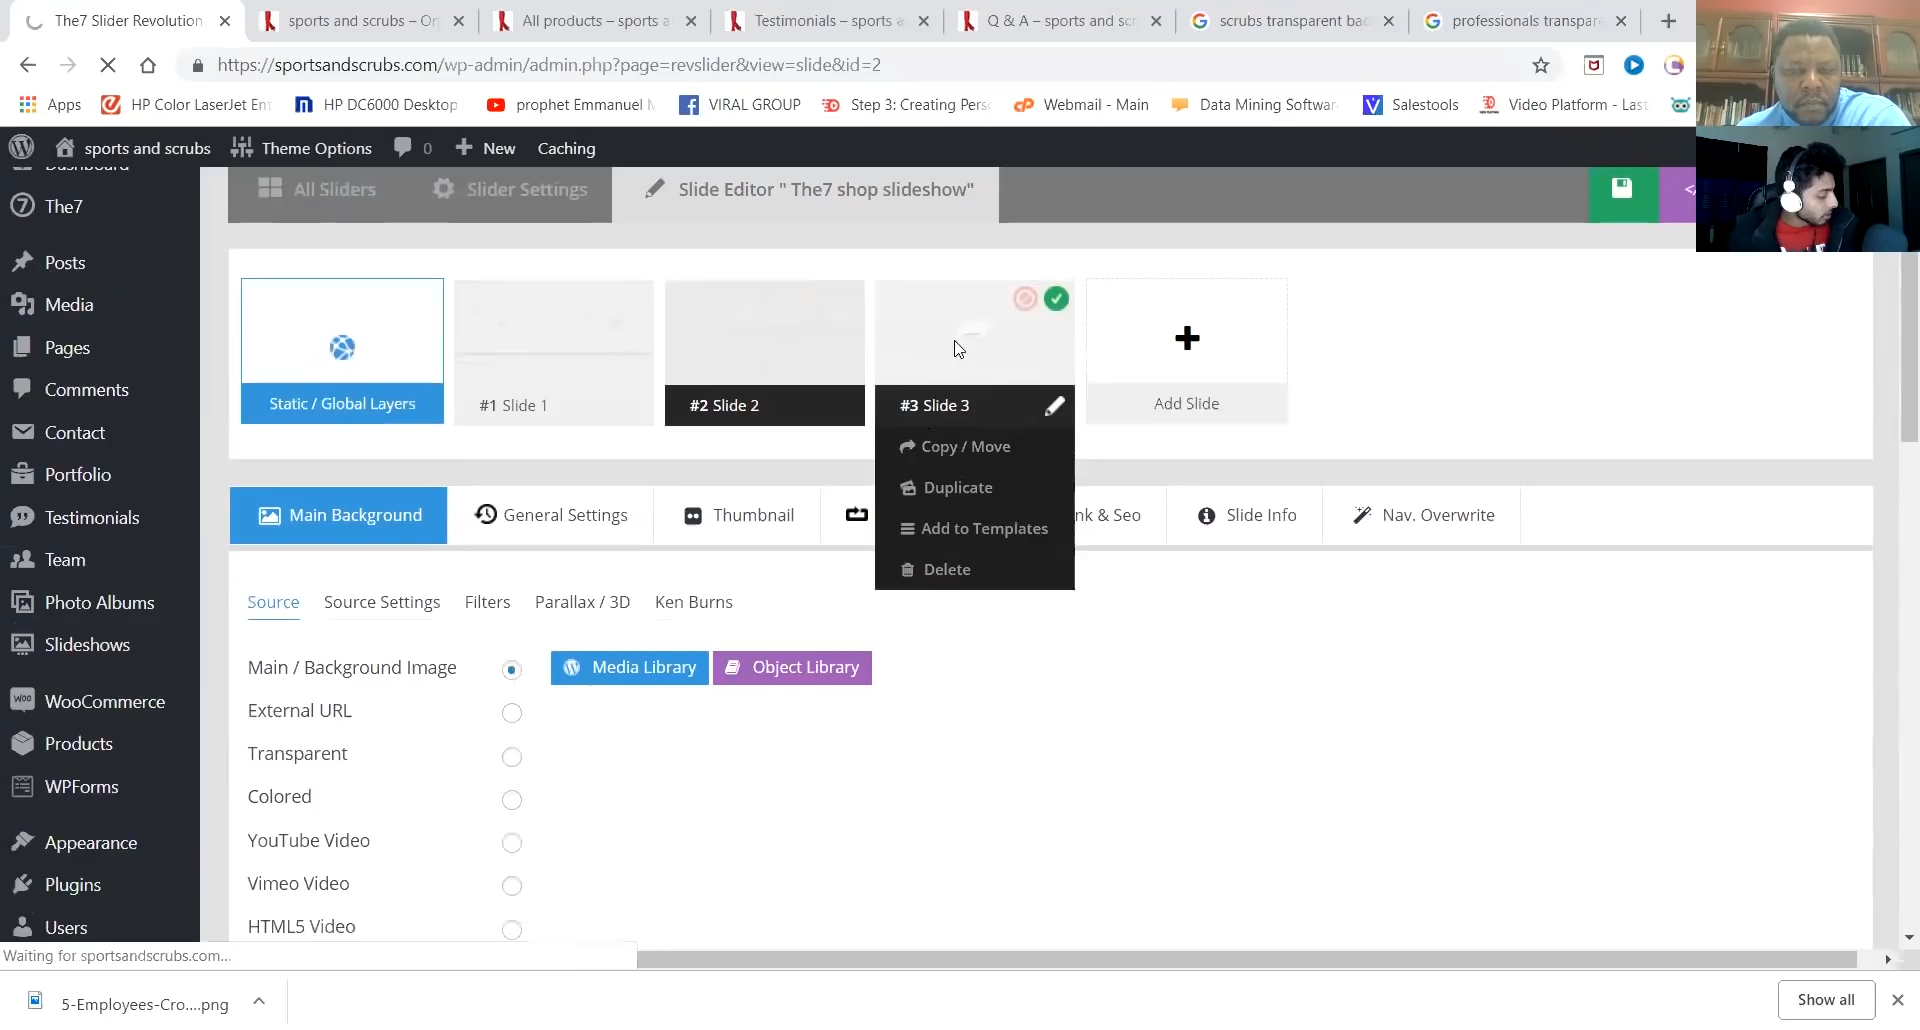 The7 Slider Revolution
sports and scrubs – Or
All products – sports a
Testimonials – sports a
Q & A – sports and scr
scrubs transparent bac
professionals transpar
https://sportsandscrubs.com/wp-admin/admin.php?page=revslider&view=slide&id=2
Apps
HP Color LaserJet Ent
HP DC6000 Desktop
prophet Emmanuel M
VIRAL GROUP
Step 3: Creating Perso
Webmail - Main
Data Mining Softwar
Salestools
Video Platform - Last
sports and scrubs
Theme Options
0
New
Caching
Dashboard
The7
Posts
Media
Pages
Comments
Contact
Portfolio
Testimonials
Team
Photo Albums
Slideshows
WooCommerce
Products
WPForms
Appearance
Plugins
Users
All Sliders
Slider Settings
Slide Editor " The7 shop slideshow"
Static / Global Layers
#1 Slide 1
#2 Slide 2
#3 Slide 3
Add Slide
Copy / Move
Duplicate
Add to Templates
Delete
Main Background
General Settings
Thumbnail
nk & Seo
Slide Info
Nav. Overwrite
Source
Source Settings
Filters
Parallax / 3D
Ken Burns
Main / Background Image
Media Library
Object Library
External URL
Transparent
Colored
YouTube Video
Vimeo Video
HTML5 Video
Waiting for sportsandscrubs.com...
5-Employees-Cro....png
Show all